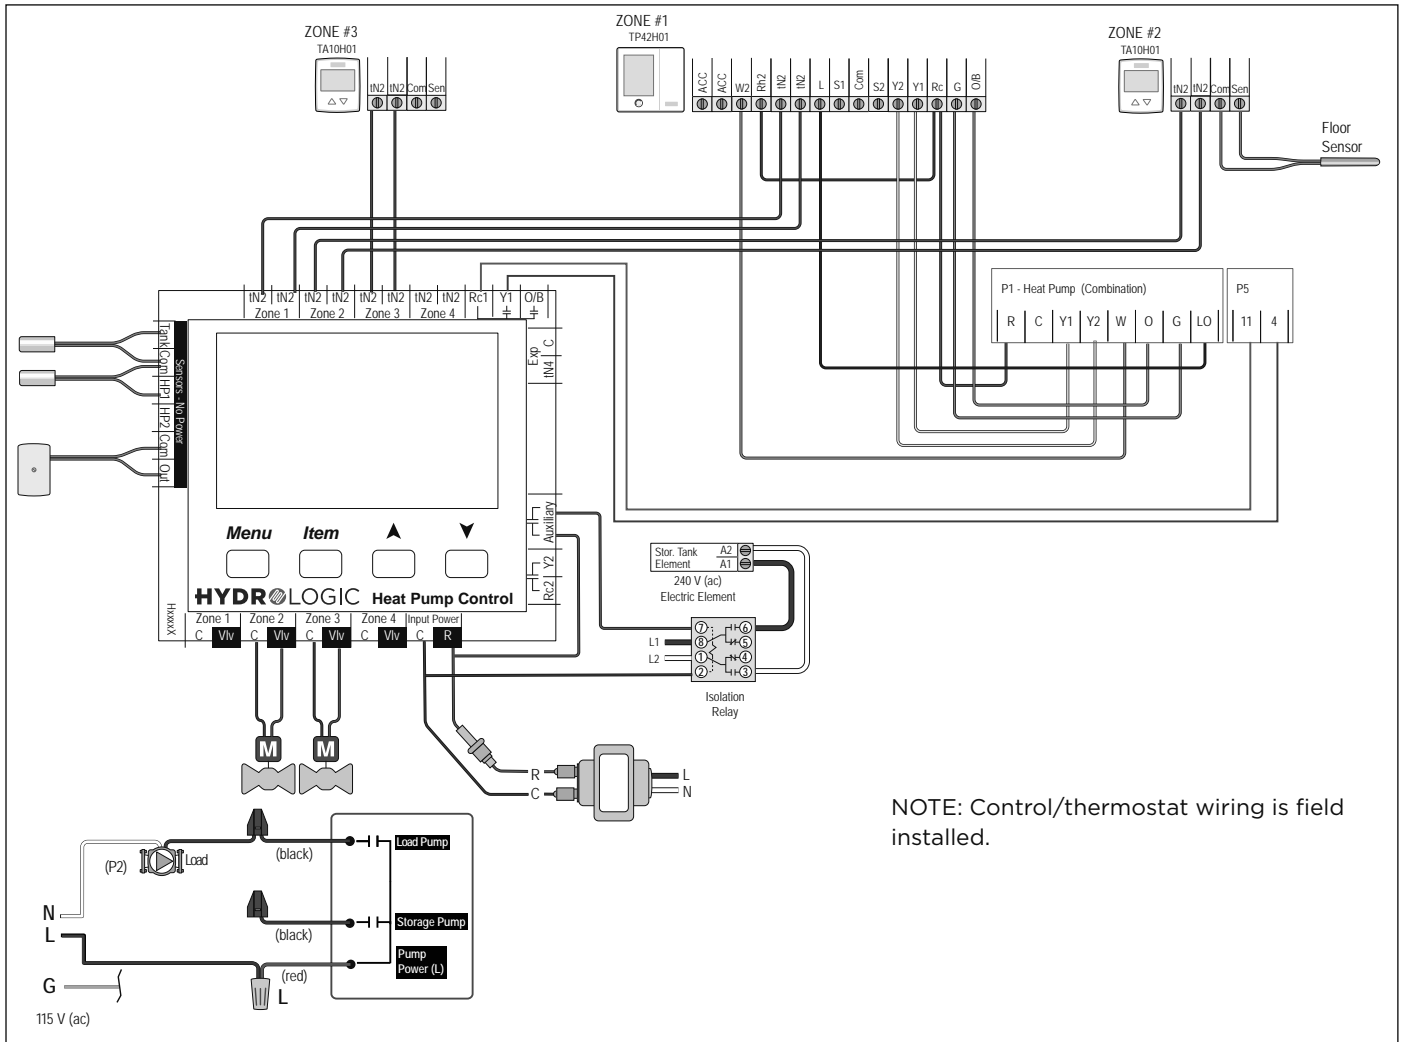 ZONE #3
TA10H01
tN2 tN2 Com Sen
ZONE #1
TP42H01
ACC ACC W2 Rh2 tN2 tN2 L S1 Com S2 Y2 Y1 Rc G O/B
ZONE #2
TA10H01
tN2 tN2 Com Sen
Floor
Sensor
P1 - Heat Pump (Combination)
R C Y1 Y2 W O G LO
P5
11 4
tN2 tN2 tN2 tN2 tN2 tN2 tN2 tN2 Rc1 Y1 O/B
Zone 1 Zone 2 Zone 3 Zone 4
Tank Com HP1 HP2 Com Out
Sensors - No Power
Exp
C
tN4
Auxiliary
Y2
Rc2
Menu Item
HYDROLOGIC Heat Pump Control
HxxxxX
Zone 1 Zone 2 Zone 3 Zone 4 Input Power
C Vlv C Vlv C Vlv C Vlv C R
Stor. Tank
Element
A2
A1
240 V (ac)
Electric Element
L1
L2
7 6
8 5
1 4
2 3
Isolation
Relay
M M
R
C
L
N
NOTE: Control/thermostat wiring is field
installed.
(P2)
Load
(black)
Load Pump
(black)
Storage Pump
Pump
Power (L)
(red)
L
N
L
G
115 V (ac)